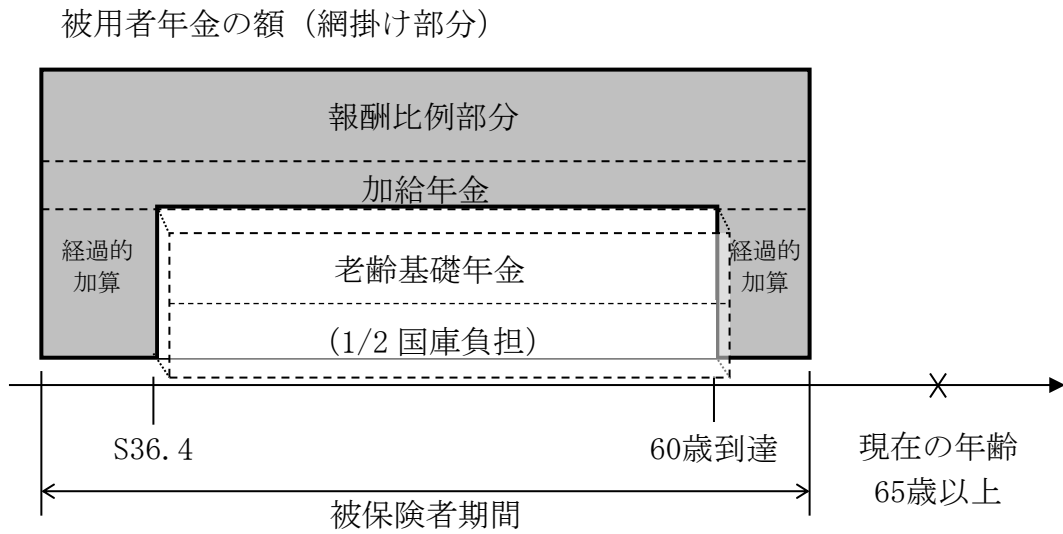 被用者年金の額（網掛け部分）
報酬比例部分
加給年金
経過的
加算
老齢基礎年金
(1/2 国庫負担)
経過的
加算
S36.4
60歳到達
現在の年齢
65歳以上
被保険者期間